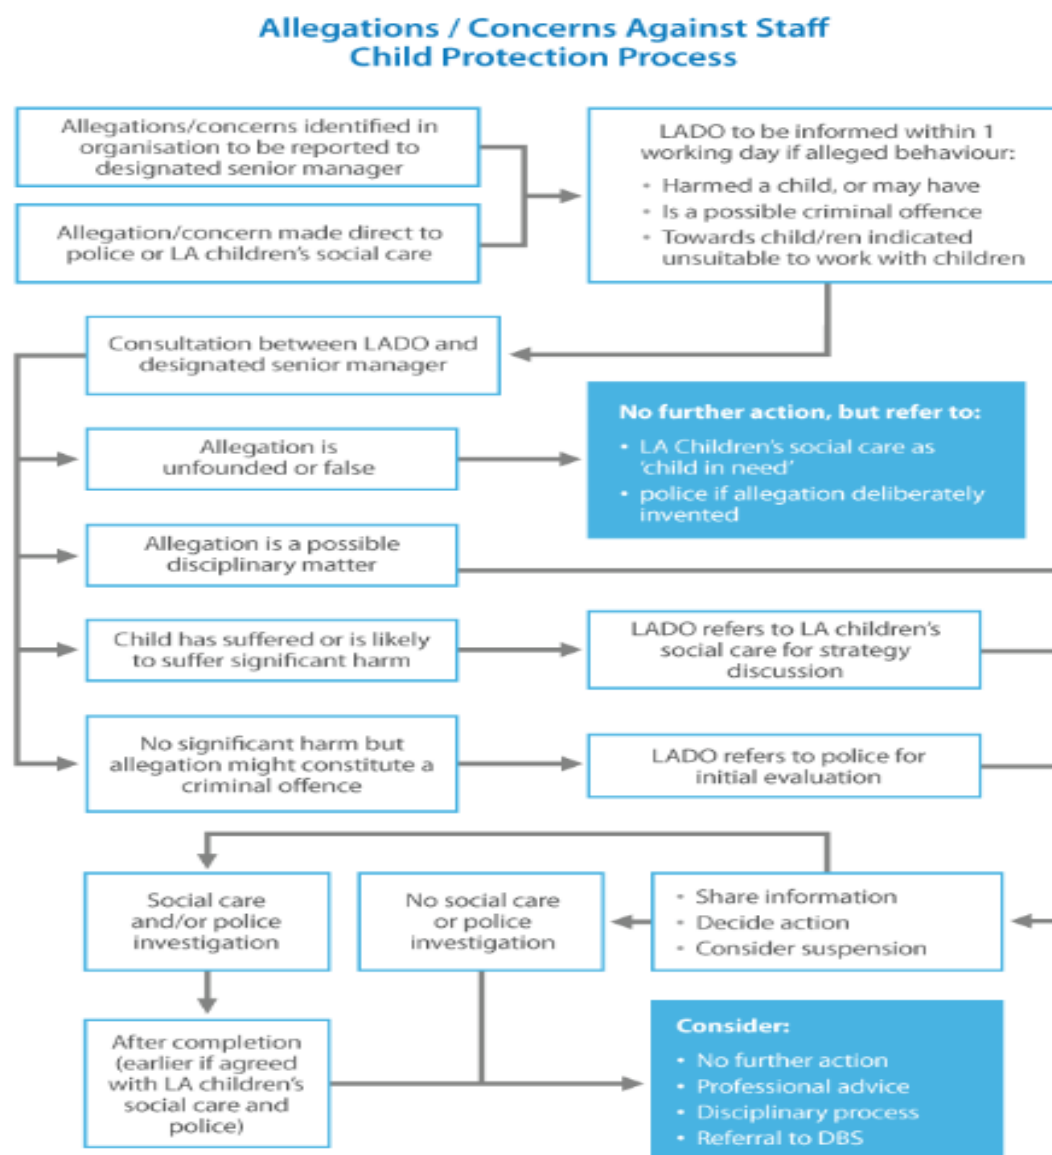 Allegations / Concerns Against Staff
Child Protection Process
Allegations/concerns identified in
organisation to be reported to
designated senior manager
Allegation/concern made direct to
police or LA children's social care
LADO to be informed within 1
working day if alleged behaviour:
• Harmed a child, or may have
• Is a possible criminal offence
• Towards child/ren indicated
unsuitable to work with children
Consultation between LADO and
designated senior manager
Allegation is
unfounded or false
No further action, but refer to:
• LA Children's social care as
'child in need'
• police if allegation deliberately
invented
Allegation is a possible
disciplinary matter
Child has suffered or is likely
to suffer significant harm
LADO refers to LA children's
social care for strategy
discussion
No significant harm but
allegation might constitute a
criminal offence
LADO refers to police for
initial evaluation
Social care
and/or police
investigation
No social care
or police
investigation
• Share information
• Decide action
• Consider suspension
After completion
(earlier if agreed
with LA children's
social care and
police)
Consider:
• No further action
• Professional advice
• Disciplinary process
• Referral to DBS